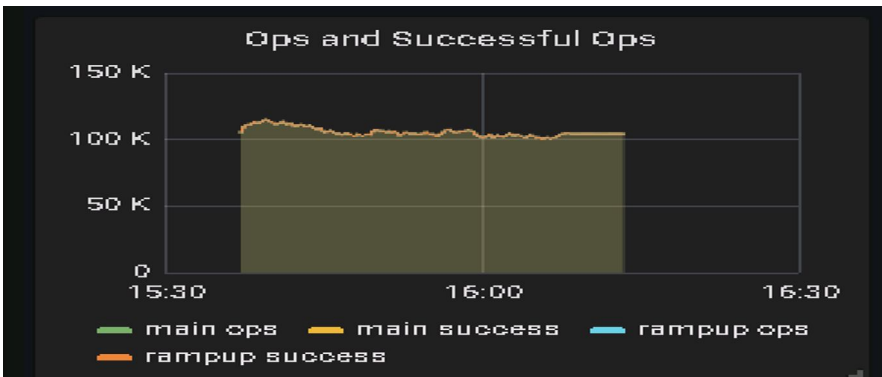 Ops and Successful Ops
150 K
100 K
50 K
0
15:30 16:00 16:30
main ops main success rampup ops
rampup success